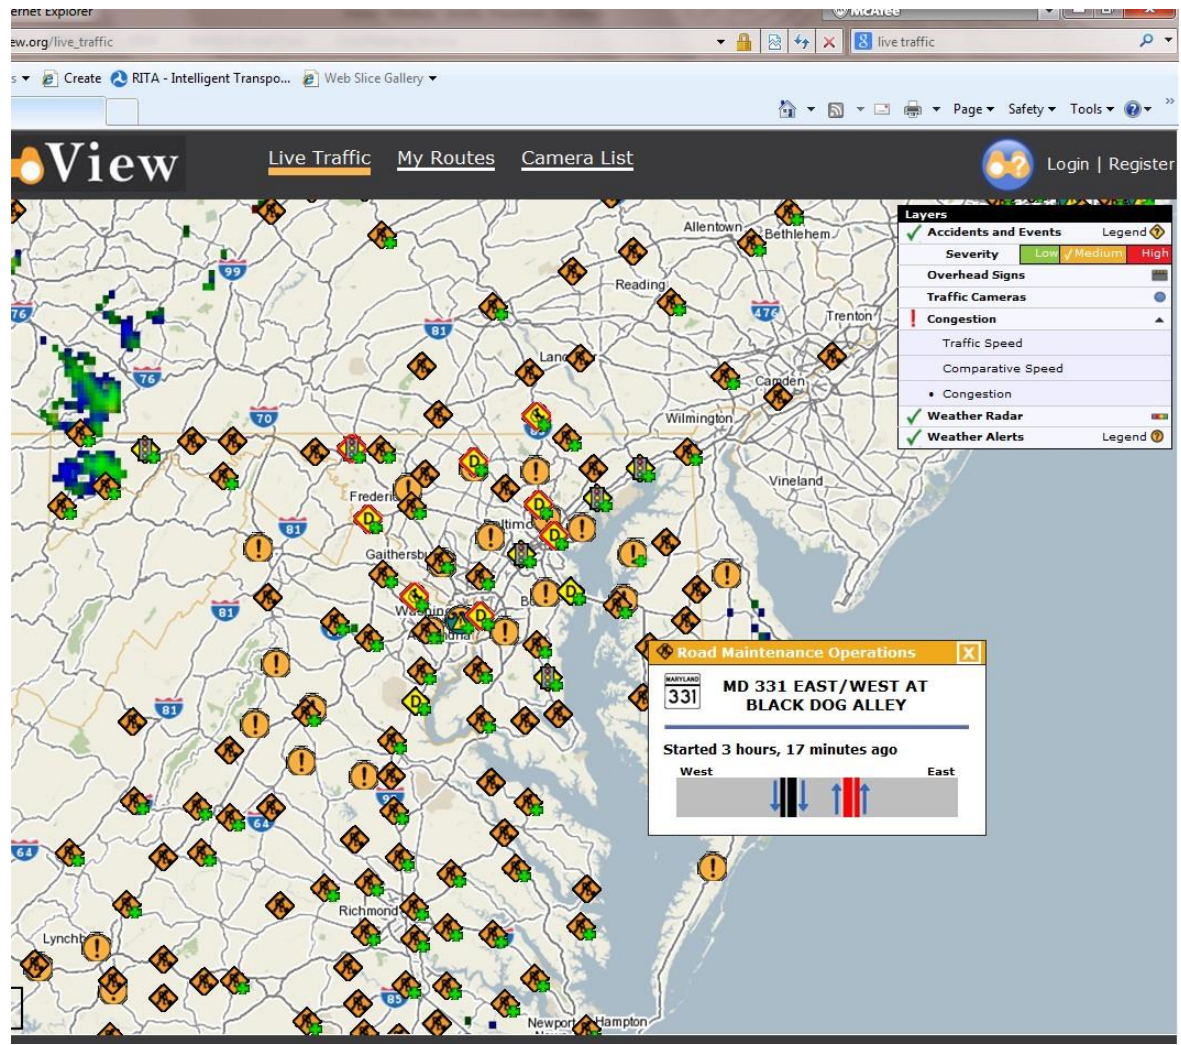 ernet Explorer
McAfee
ew.org/live_traffic
live traffic
Create RITA - Intelligent Transpo... Web Slice Gallery
Page Safety Tools
View
Live Traffic My Routes Camera List
Login | Register
Layers
Accidents and Events Legend
Severity Low Medium High
Overhead Signs
Traffic Cameras
Congestion
Traffic Speed
Comparative Speed
• Congestion
Weather Radar
Weather Alerts Legend
Allentown
Bethlehem
99
Reading
476
Trenton
76
81
76
Camden
70
Wilmington
Vineland
81
81
Road Maintenance Operations X
MARYLAND
331
MD 331 EAST/WEST AT
BLACK DOG ALLEY
Started 3 hours, 17 minutes ago
West East
81
64
64
Richmond
85
Newport
Hampton